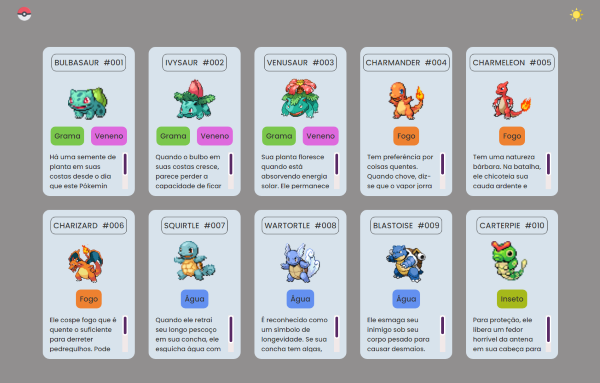 BULBASAUR #001
Grama Veneno
Há uma semente de
planta em suas
costas desde o dia
que este Pókemin
IVYSAUR #002
Grama Veneno
Quando o bulbo em
suas costas cresce,
parece perder a
capacidade de ficar
VENUSAUR #003
Grama Veneno
Sua planta floresce
quando está
absorvendo energia
solar. Ele permanece
CHARMANDER #004
Fogo
Tem preferência por
coisas quentes.
Quando chove, diz-
se que o vapor jorra
CHARMELEON #005
Fogo
Tem uma natureza
bárbara. Na batalha,
ele chicoteia sua
cauda ardente e
CHARIZARD #006
Fogo
Ele cospe fogo que é
quente o suficiente
para derreter
pedregulhos. Pode
SQUIRTLE #007
Água
Quando ele retrai
seu longo pescoço
em sua concha, ele
esguicha água com
WARTORTLE #008
Água
É reconhecido como
um símbolo de
longevidade. Se sua
concha tem algas,
BLASTOISE #009
Água
Ele esmaga seu
inimigo sob seu
corpo pesado para
causar desmaios.
CARTERPIE #010
Inseto
Para proteção, ele
libera um fedor
horrível da antena
em sua cabeça para